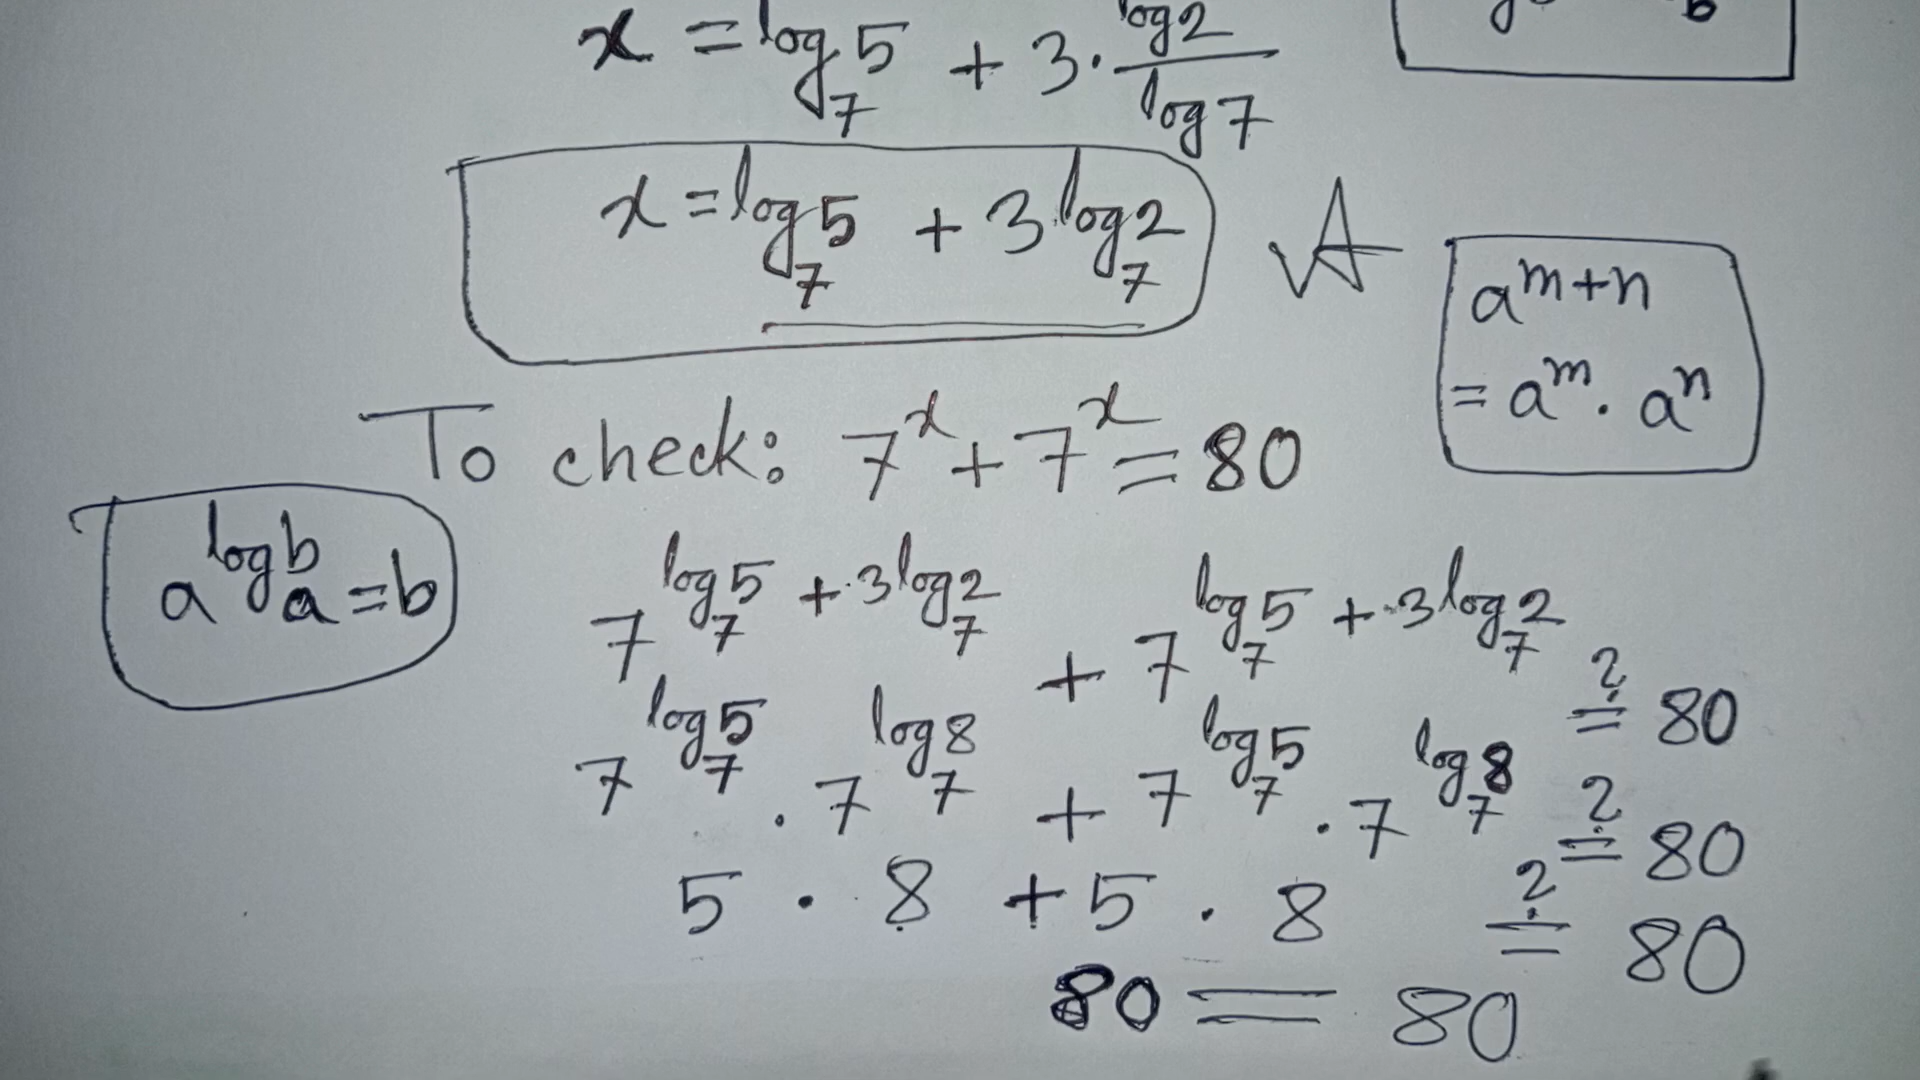 x = log₇5 + 3·log2/log7
x = log₇5 + 3log₇2 A
a^(m+n)
= a^m · a^n
To check: 7^x + 7^x = 80
a^(logₐb) = b
7^(log₇5 + 3log₇2) + 7^(log₇5 + 3log₇2) ≟ 80
7^(log₇5) · 7^(log₇8) + 7^(log₇5) · 7^(log₇8) ≟ 80
5 · 8 + 5 · 8 ≟ 80
80 = 80